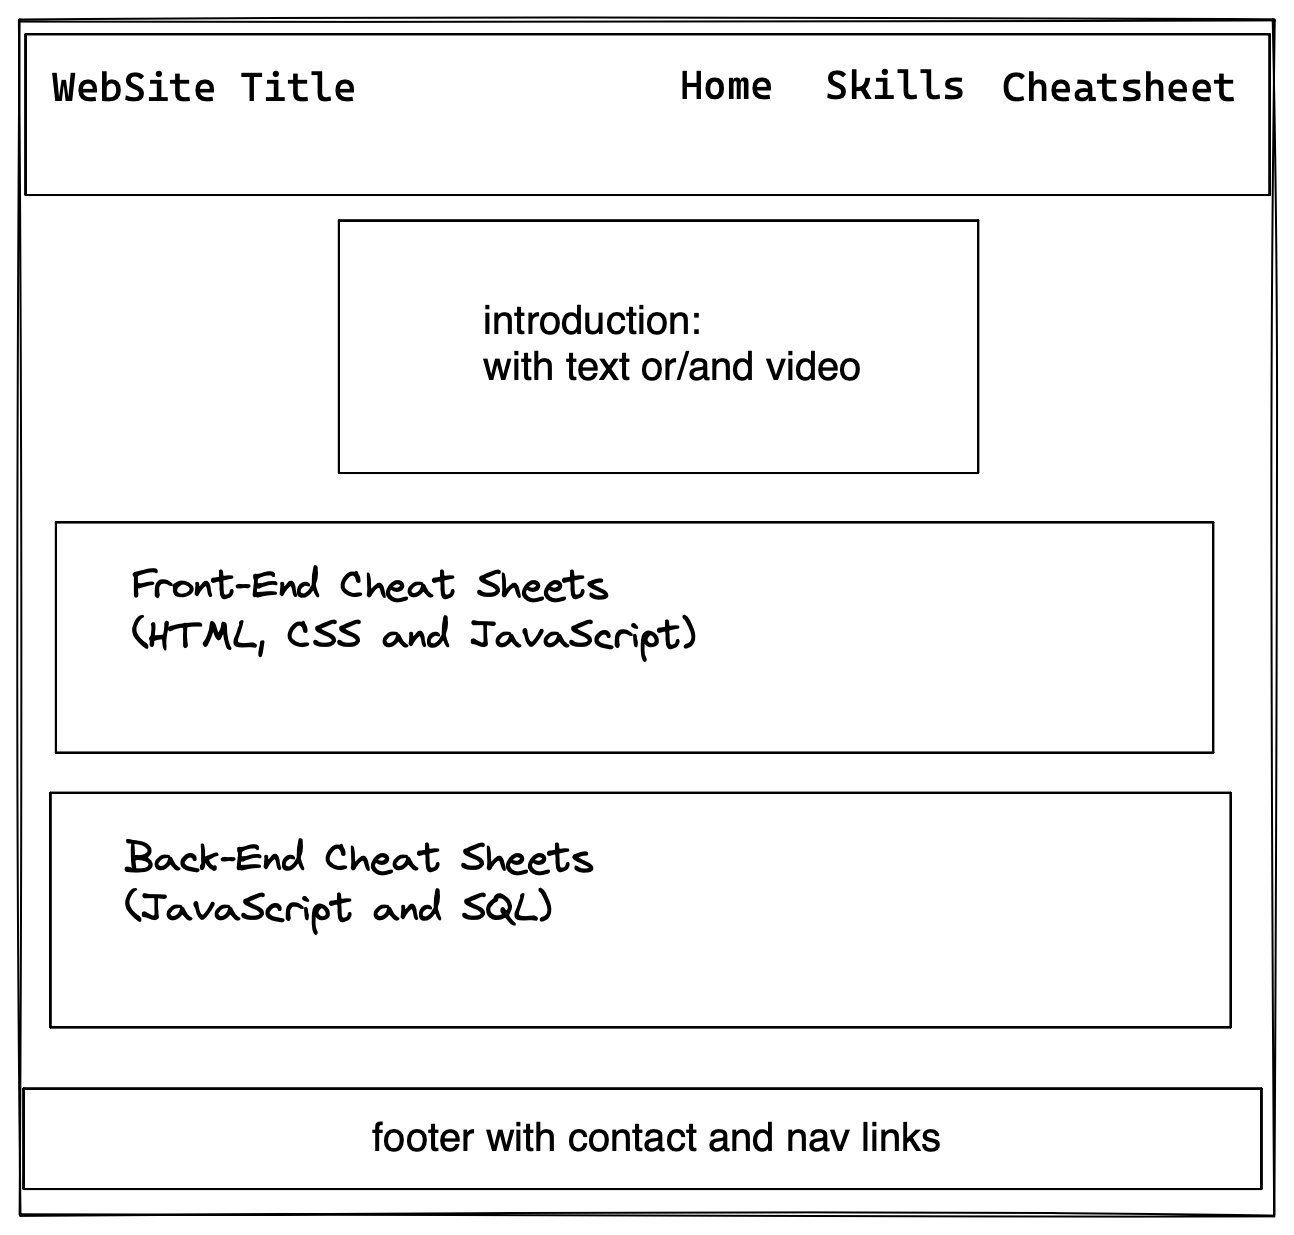 WebSite Title Home Skills Cheatsheet
introduction:
with text or/and video
Front-End Cheat Sheets
(HTML, CSS and JavaScript)
Back-End Cheat Sheets
(JavaScript and SQL)
footer with contact and nav links